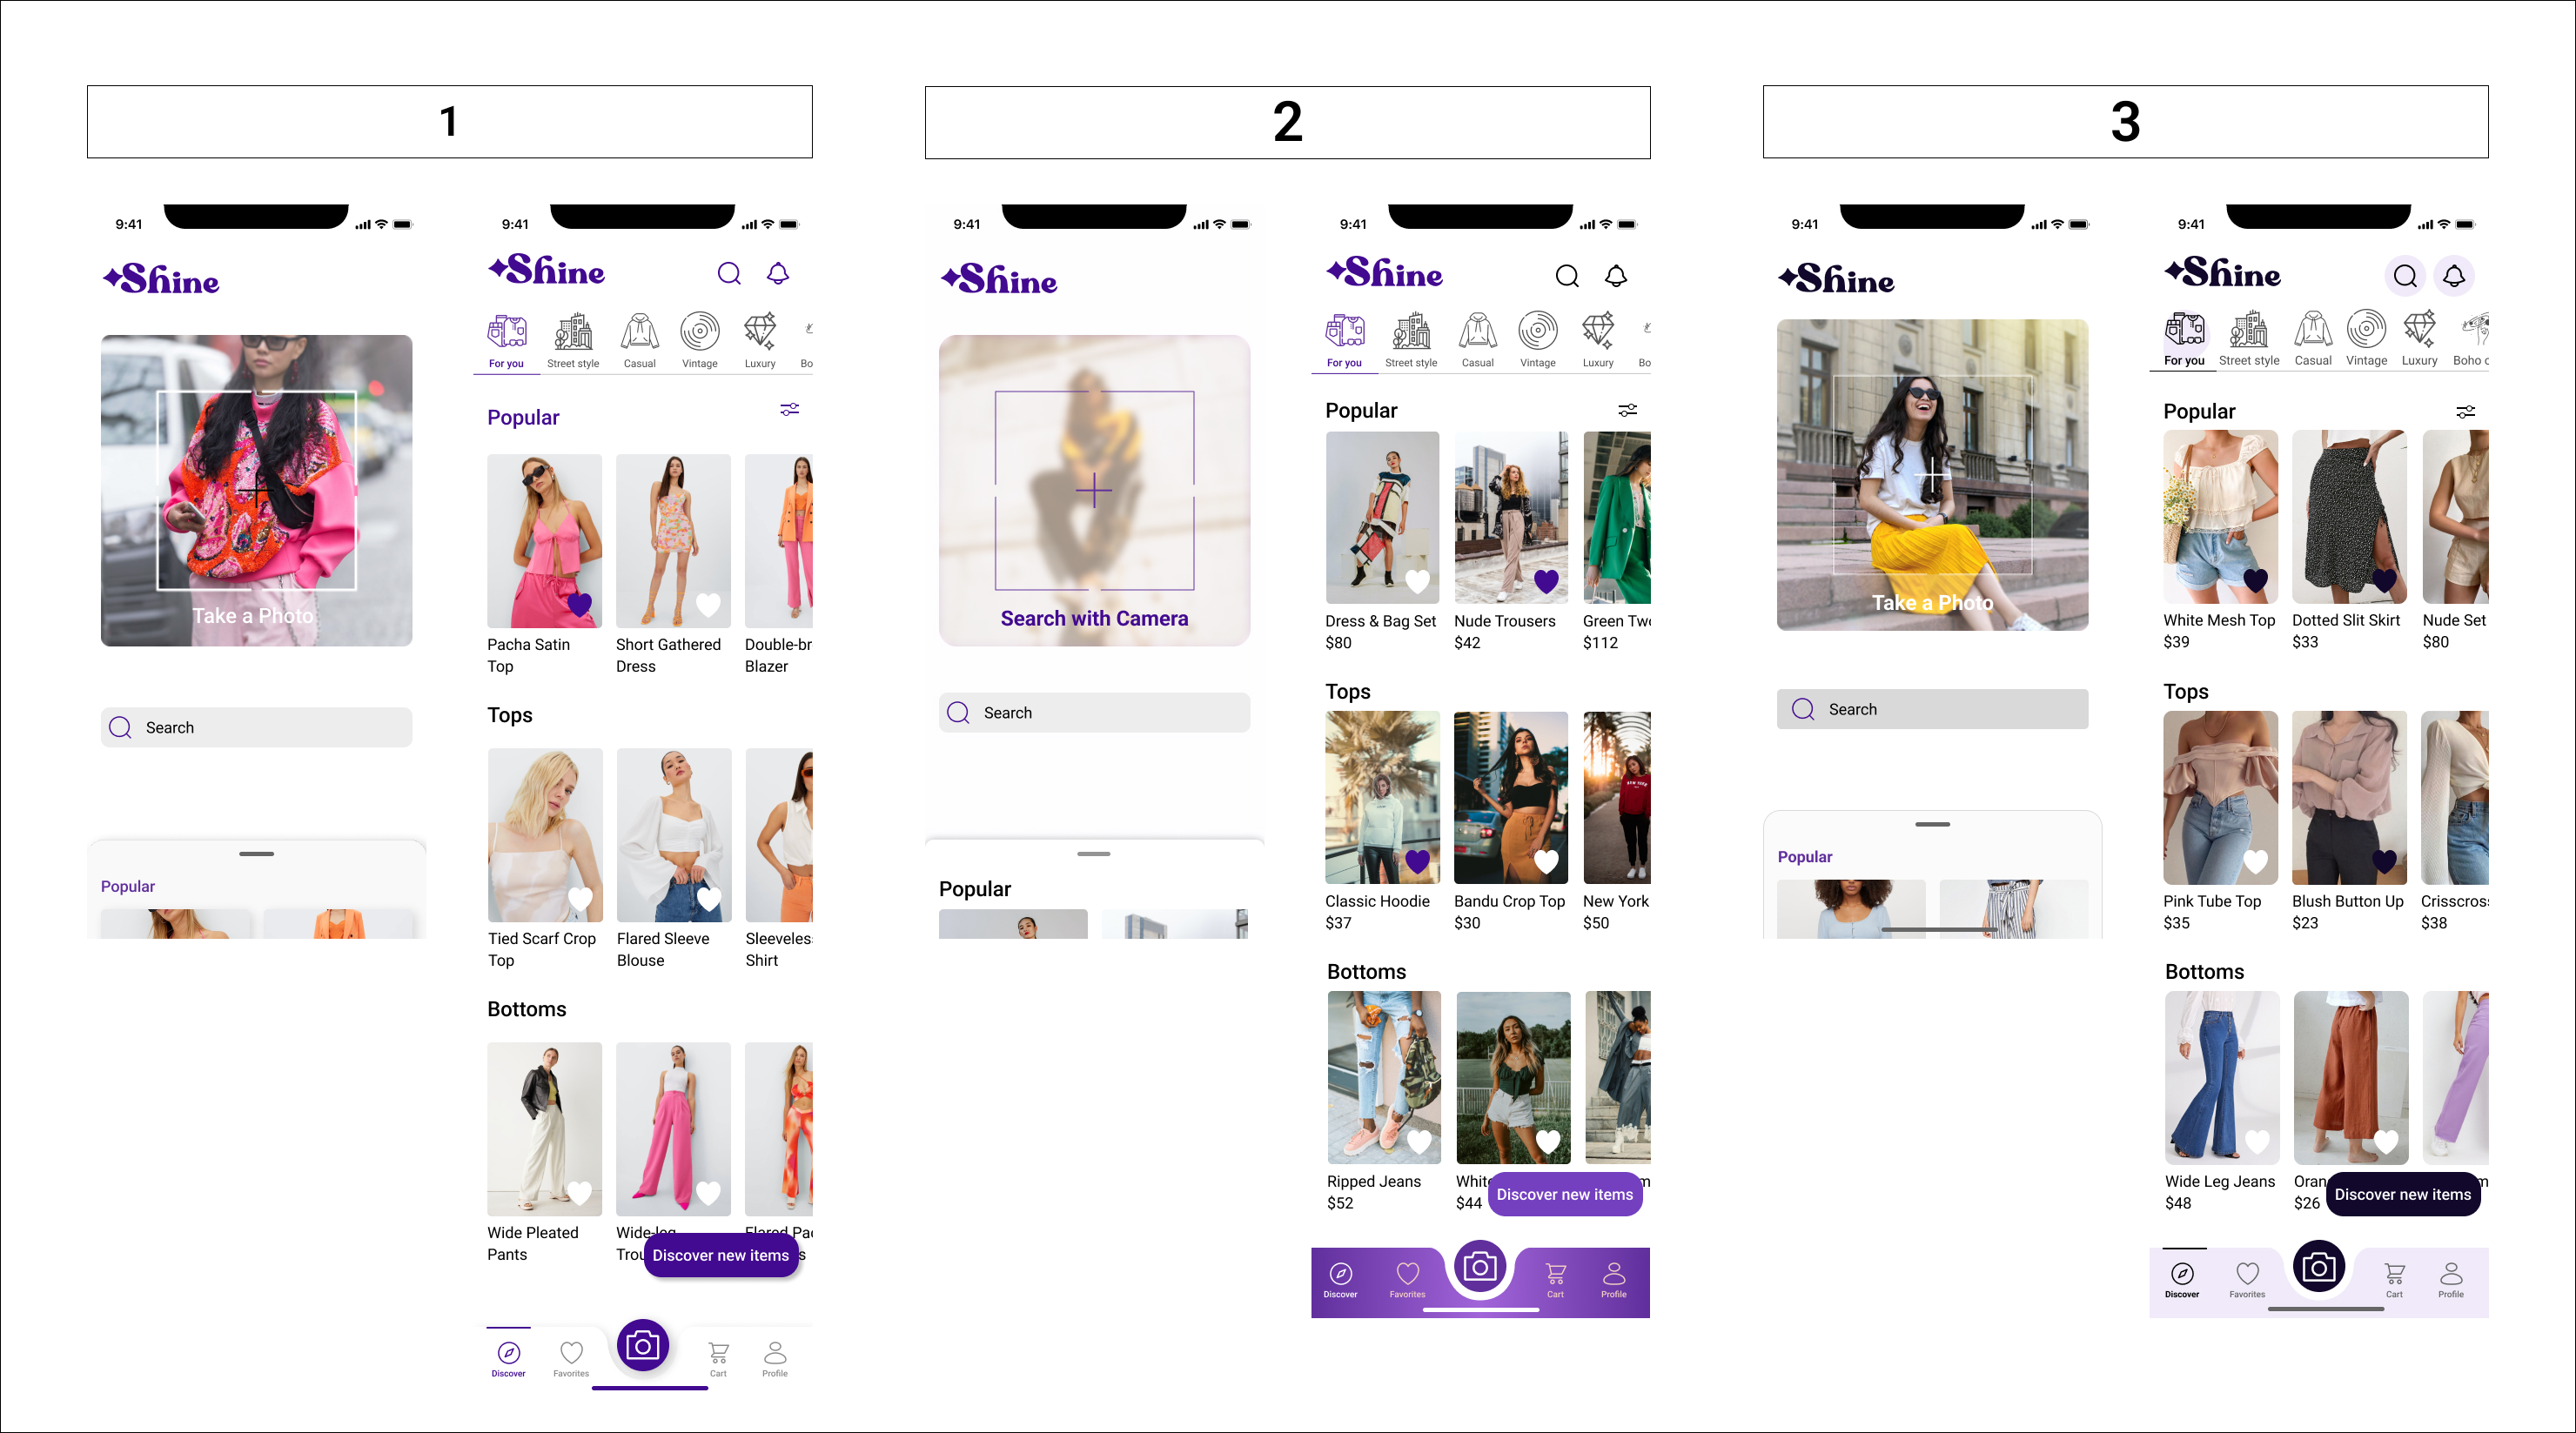 1
2
3
9:41
Shine
Take a Photo
Search
Popular
9:41
Shine
For you
Street style
Casual
Vintage
Luxury
Bo
Popular
Pacha Satin
Top
Short Gathered
Dress
Double-br
Blazer
Tops
Tied Scarf Crop
Top
Flared Sleeve
Blouse
Sleeveles
Shirt
Bottoms
Wide Pleated
Pants
Wide-leg
Trou
Flared Pa
s
Discover new items
Discover
Favorites
Cart
Profile
9:41
Shine
Search with Camera
Search
Popular
9:41
Shine
For you
Street style
Casual
Vintage
Luxury
Bo
Popular
Dress & Bag Set
$80
Nude Trousers
$42
Green Two
$112
Tops
Classic Hoodie
$37
Bandu Crop Top
$30
NEW YORK
New York
$50
Bottoms
Ripped Jeans
$52
White
$44
m
Discover new items
Discover
Favorites
Cart
Profile
9:41
Shine
Take a Photo
Search
Popular
9:41
Shine
For you
Street style
Casual
Vintage
Luxury
Boho c
Popular
White Mesh Top
$39
Dotted Slit Skirt
$33
Nude Set
$80
Tops
Pink Tube Top
$35
Blush Button Up
$23
Crisscros
$38
Bottoms
Wide Leg Jeans
$48
Oran
$26
m
Discover new items
Discover
Favorites
Cart
Profile